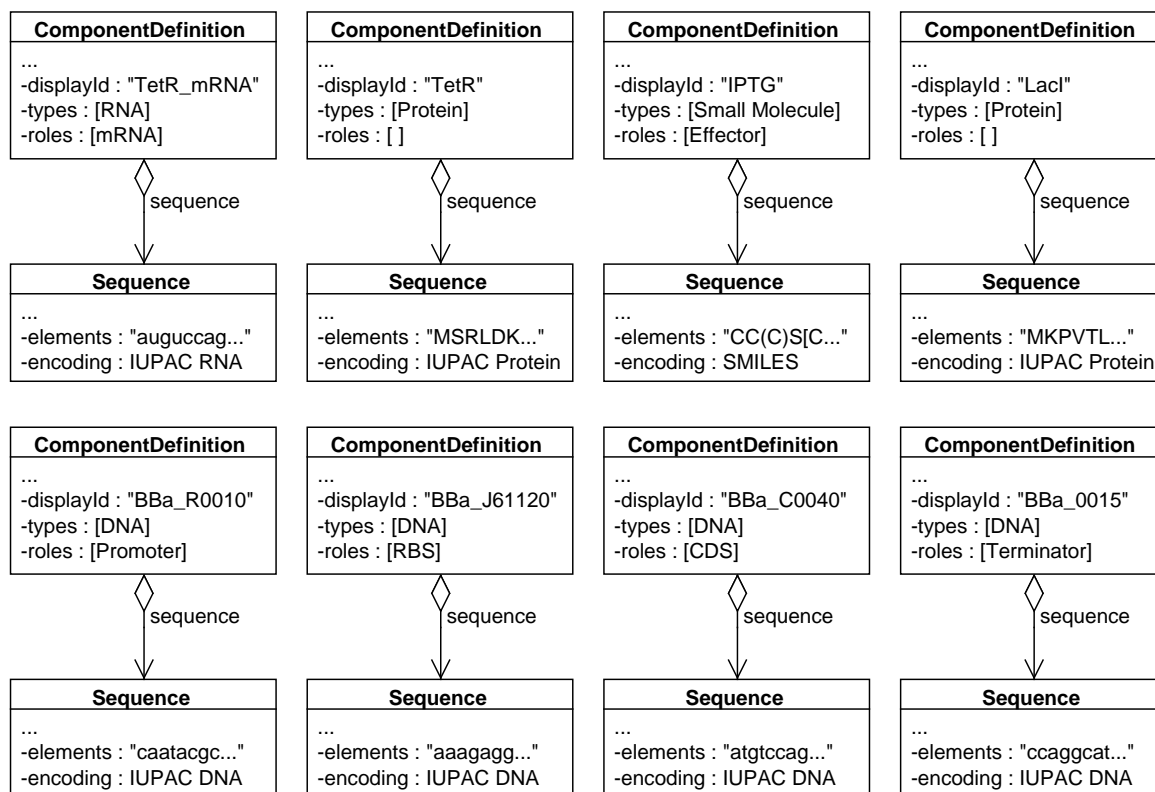 ComponentDefinition
...
-displayId : "TetR_mRNA"
-types : [RNA]
-roles : [mRNA]
sequence
Sequence
...
-elements : "auguccag..."
-encoding : IUPAC RNA
ComponentDefinition
...
-displayId : "TetR"
-types : [Protein]
-roles : [ ]
sequence
Sequence
...
-elements : "MSRLDK..."
-encoding : IUPAC Protein
ComponentDefinition
...
-displayId : "IPTG"
-types : [Small Molecule]
-roles : [Effector]
sequence
Sequence
...
-elements : "CC(C)S[C..."
-encoding : SMILES
ComponentDefinition
...
-displayId : "LacI"
-types : [Protein]
-roles : [ ]
sequence
Sequence
...
-elements : "MKPVTL..."
-encoding : IUPAC Protein
ComponentDefinition
...
-displayId : "BBa_R0010"
-types : [DNA]
-roles : [Promoter]
sequence
Sequence
...
-elements : "caatacgc..."
-encoding : IUPAC DNA
ComponentDefinition
...
-displayId : "BBa_J61120"
-types : [DNA]
-roles : [RBS]
sequence
Sequence
...
-elements : "aaagagg..."
-encoding : IUPAC DNA
ComponentDefinition
...
-displayId : "BBa_C0040"
-types : [DNA]
-roles : [CDS]
sequence
Sequence
...
-elements : "atgtccag..."
-encoding : IUPAC DNA
ComponentDefinition
...
-displayId : "BBa_0015"
-types : [DNA]
-roles : [Terminator]
sequence
Sequence
...
-elements : "ccaggcat..."
-encoding : IUPAC DNA